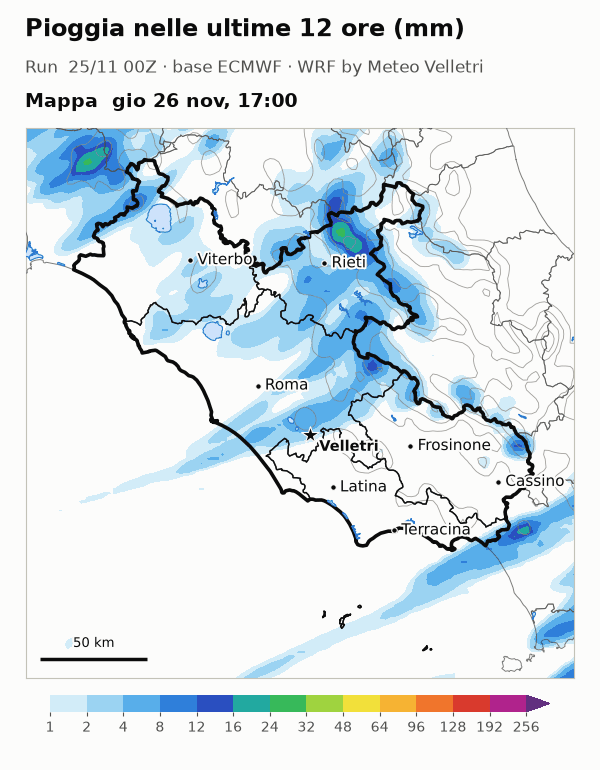 Pioggia nelle ultime 12 ore (mm)
Run  25/11 00Z · base ECMWF · WRF by Meteo Velletri
Mappa  gio 26 nov, 17:00
Viterbo
Rieti
Roma
Velletri
Frosinone
Cassino
Latina
Terracina
50 km
1 2 4 8 12 16 24 32 48 64 96 128 192 256